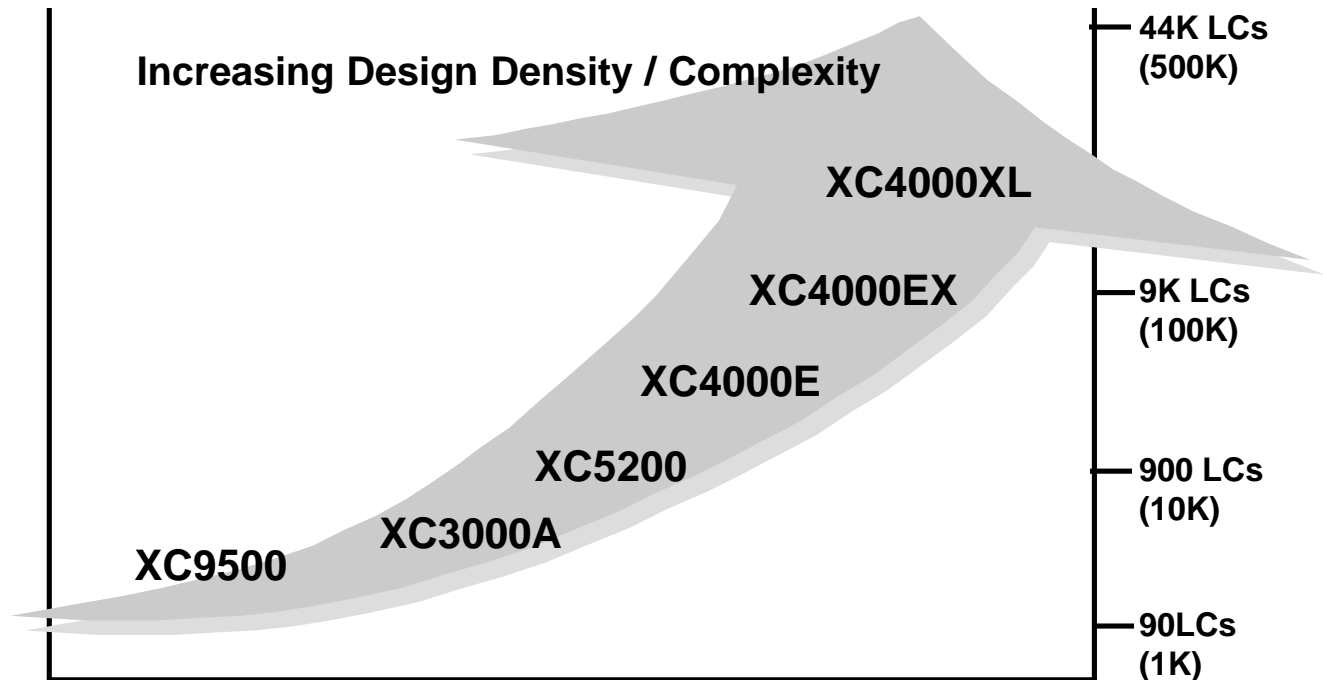 44K LCs
(500K)
Increasing Design Density / Complexity
XC4000XL
XC4000EX
9K LCs
(100K)
XC4000E
XC5200
900 LCs
(10K)
XC3000A
XC9500
90LCs
(1K)